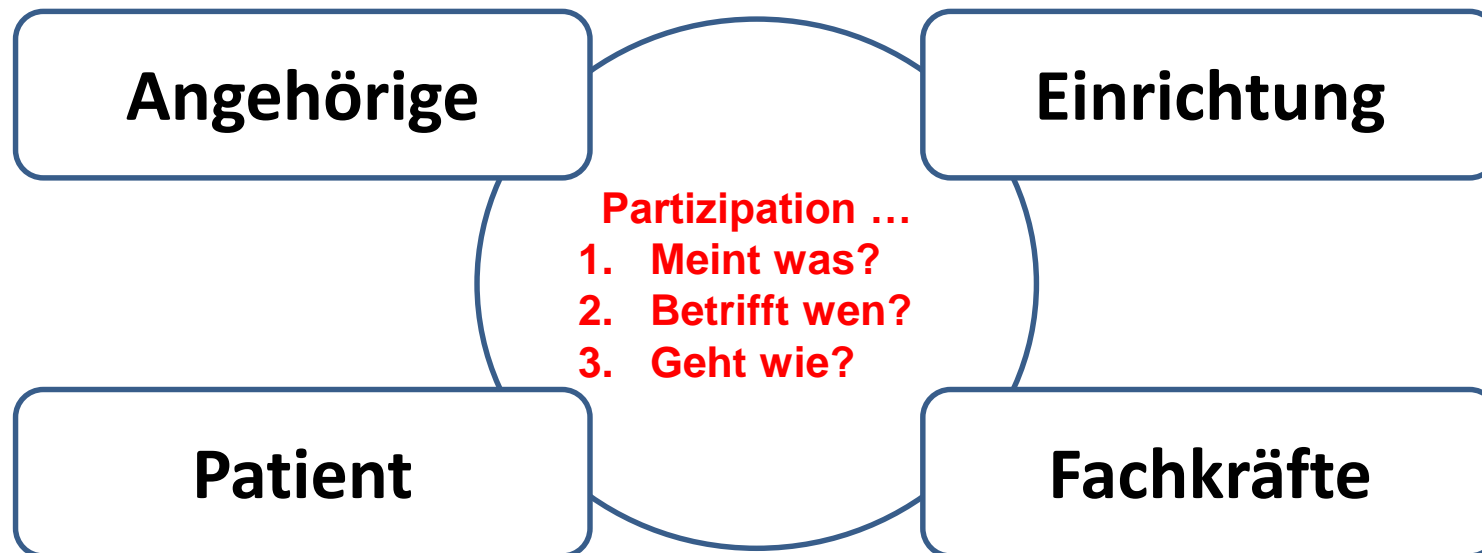 Angehörige
Einrichtung
Partizipation …
1. Meint was?
2. Betrifft wen?
3. Geht wie?
Patient
Fachkräfte